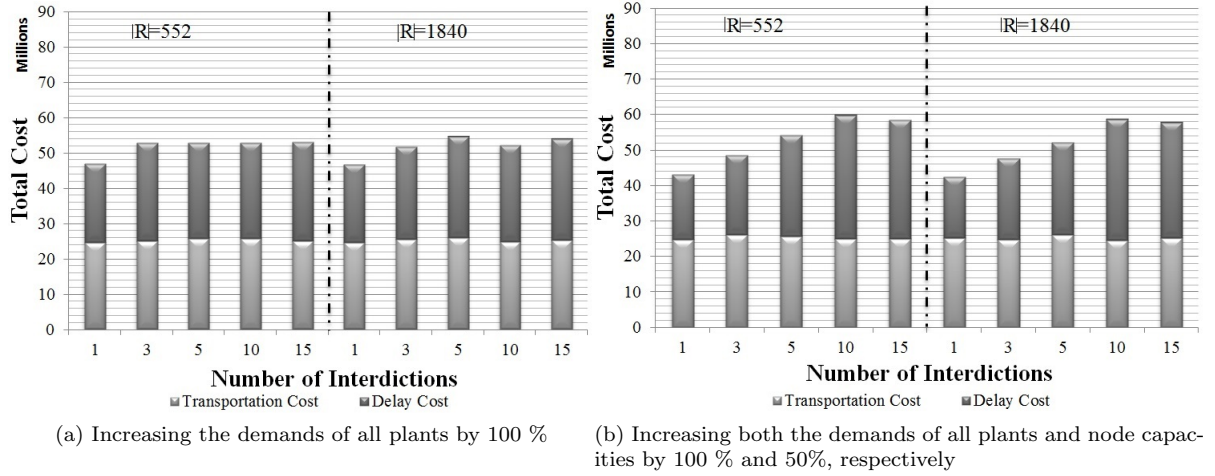 Millions
Total Cost
90
80
70
60
50
40
30
20
10
0
|R|=552
|R|=1840
1 3 5 10 15 1 3 5 10 15
Number of Interdictions
Transportation Cost Delay Cost
(a) Increasing the demands of all plants by 100 %
Millions
Total Cost
90
80
70
60
50
40
30
20
10
0
|R|=552
|R|=1840
1 3 5 10 15 1 3 5 10 15
Number of Interdictions
Transportation Cost Delay Cost
(b) Increasing both the demands of all plants and node capac-
ities by 100 % and 50%, respectively